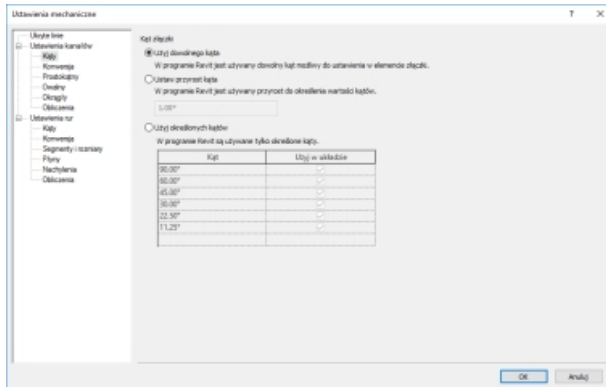 Ustawienia mechaniczne
? ×
Ukryte linie
Ustawienia kanałów
Kąty
Konwersja
Prostokątny
Owalny
Okrągły
Obliczenia
Ustawienia rur
Kąty
Konwersja
Segmenty i rozmiary
Płyny
Nachylenia
Obliczenia
Kąt złączki
Użyj dowolnego kąta
W programie Revit jest używany dowolny kąt możliwy do ustawienia w elemencie złączki.
Ustaw przyrost kąta
W programie Revit jest używany przyrost do określenia wartości kątów.
5.00°
Użyj określonych kątów
W programie Revit są używane tylko określone kąty.
Kąt Użyj w układzie
90.00°
60.00°
45.00°
30.00°
22.50°
11.25°
OK Anuluj